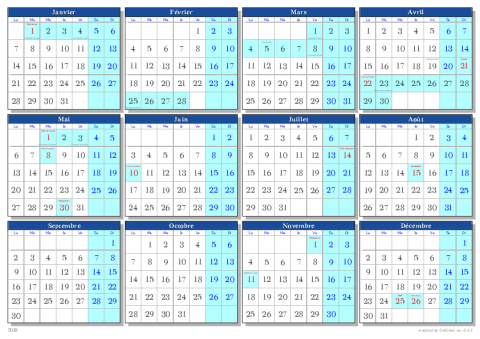 Janvier
Lu Ma Me Je Ve Sa Di
1 2 3 4 5 6
7 8 9 10 11 12 13
14 15 16 17 18 19 20
21 22 23 24 25 26 27
28 29 30 31
Février
Lu Ma Me Je Ve Sa Di
1 2 3
4 5 6 7 8 9 10
11 12 13 14 15 16 17
18 19 20 21 22 23 24
25 26 27 28
Mars
Lu Ma Me Je Ve Sa Di
1 2 3
4 5 6 7 8 9 10
11 12 13 14 15 16 17
18 19 20 21 22 23 24
25 26 27 28 29 30 31
Avril
Lu Ma Me Je Ve Sa Di
1 2 3 4 5 6 7
8 9 10 11 12 13 14
15 16 17 18 19 20 21
22 23 24 25 26 27 28
29 30
Mai
Lu Ma Me Je Ve Sa Di
1 2 3 4 5
6 7 8 9 10 11 12
13 14 15 16 17 18 19
20 21 22 23 24 25 26
27 28 29 30 31
Juin
Lu Ma Me Je Ve Sa Di
1 2
3 4 5 6 7 8 9
10 11 12 13 14 15 16
17 18 19 20 21 22 23
24 25 26 27 28 29 30
Juillet
Lu Ma Me Je Ve Sa Di
1 2 3 4 5 6 7
8 9 10 11 12 13 14
15 16 17 18 19 20 21
22 23 24 25 26 27 28
29 30 31
Août
Lu Ma Me Je Ve Sa Di
1 2 3 4
5 6 7 8 9 10 11
12 13 14 15 16 17 18
19 20 21 22 23 24 25
26 27 28 29 30 31
Septembre
Lu Ma Me Je Ve Sa Di
1
2 3 4 5 6 7 8
9 10 11 12 13 14 15
16 17 18 19 20 21 22
23 24 25 26 27 28 29
30
Octobre
Lu Ma Me Je Ve Sa Di
1 2 3 4 5 6
7 8 9 10 11 12 13
14 15 16 17 18 19 20
21 22 23 24 25 26 27
28 29 30 31
Novembre
Lu Ma Me Je Ve Sa Di
1 2 3
4 5 6 7 8 9 10
11 12 13 14 15 16 17
18 19 20 21 22 23 24
25 26 27 28 29 30
Décembre
Lu Ma Me Je Ve Sa Di
1
2 3 4 5 6 7 8
9 10 11 12 13 14 15
16 17 18 19 20 21 22
23 24 25 26 27 28 29
30 31